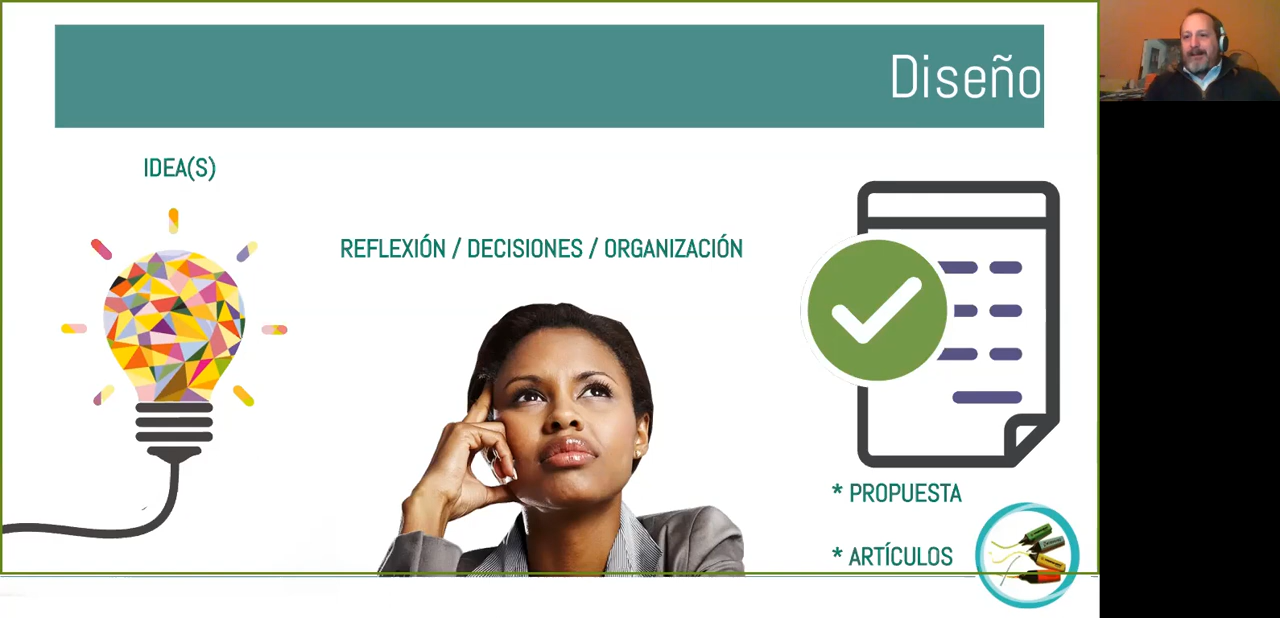 Diseño
IDEA(S)
REFLEXIÓN / DECISIONES / ORGANIZACIÓN
* PROPUESTA
* ARTÍCULOS